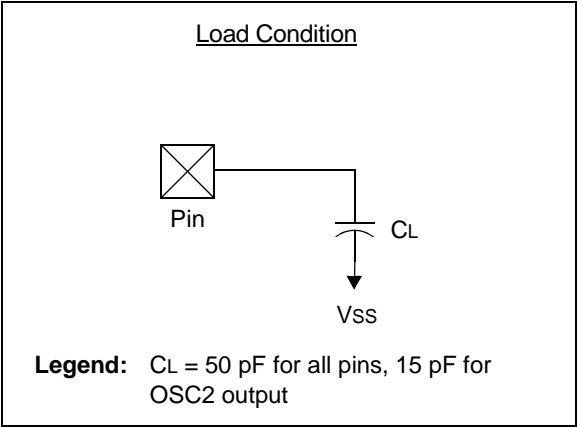 Load Condition
Pin
CL
VSS
Legend: CL = 50 pF for all pins, 15 pF for
OSC2 output